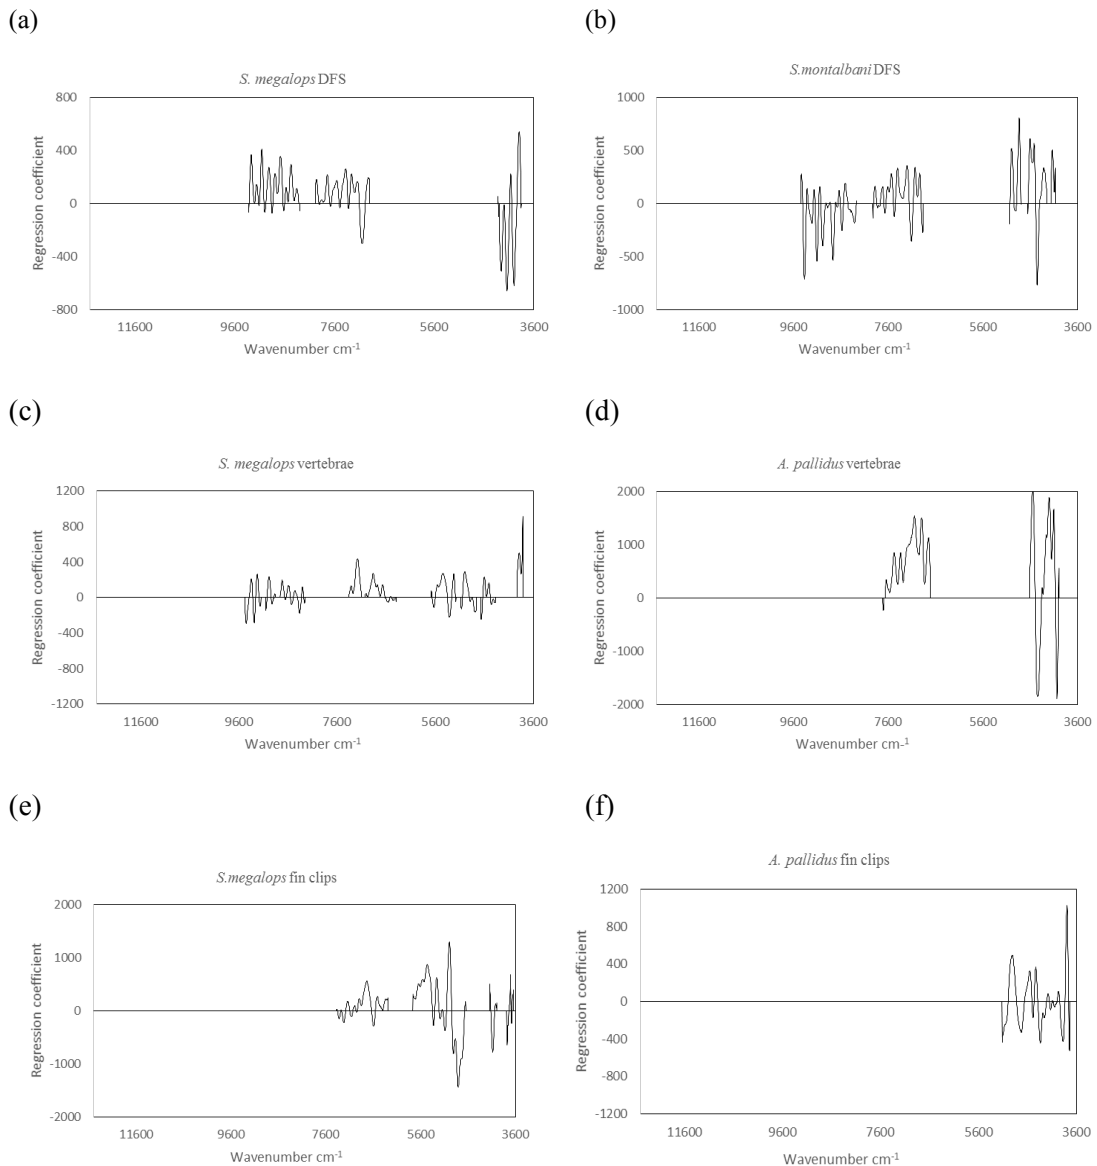 (a)
(b)
S. megalops DFS
S.montalbani DFS
800
400
0
-400
-800
Regression coefficient
11600 9600 7600 5600 3600
Wavenumber cm-1
1000
500
0
-500
-1000
Regression coefficient
11600 9600 7600 5600 3600
Wavenumber cm-1
(c)
(d)
S. megalops vertebrae
A. pallidus vertebrae
1200
800
400
0
-400
-800
-1200
Regression coefficient
11600 9600 7600 5600 3600
Wavenumber cm-1
2000
1000
0
-1000
-2000
Regression coefficient
11600 9600 7600 5600 3600
Wavenumber cm-1
(e)
(f)
S.megalops fin clips
A. pallidus fin clips
2000
1000
0
-1000
-2000
Regression coefficient
11600 9600 7600 5600 3600
Wavenumber cm-1
1200
800
400
0
-400
-800
-1200
Regression coefficient
11600 9600 7600 5600 3600
Wavenumber cm-1